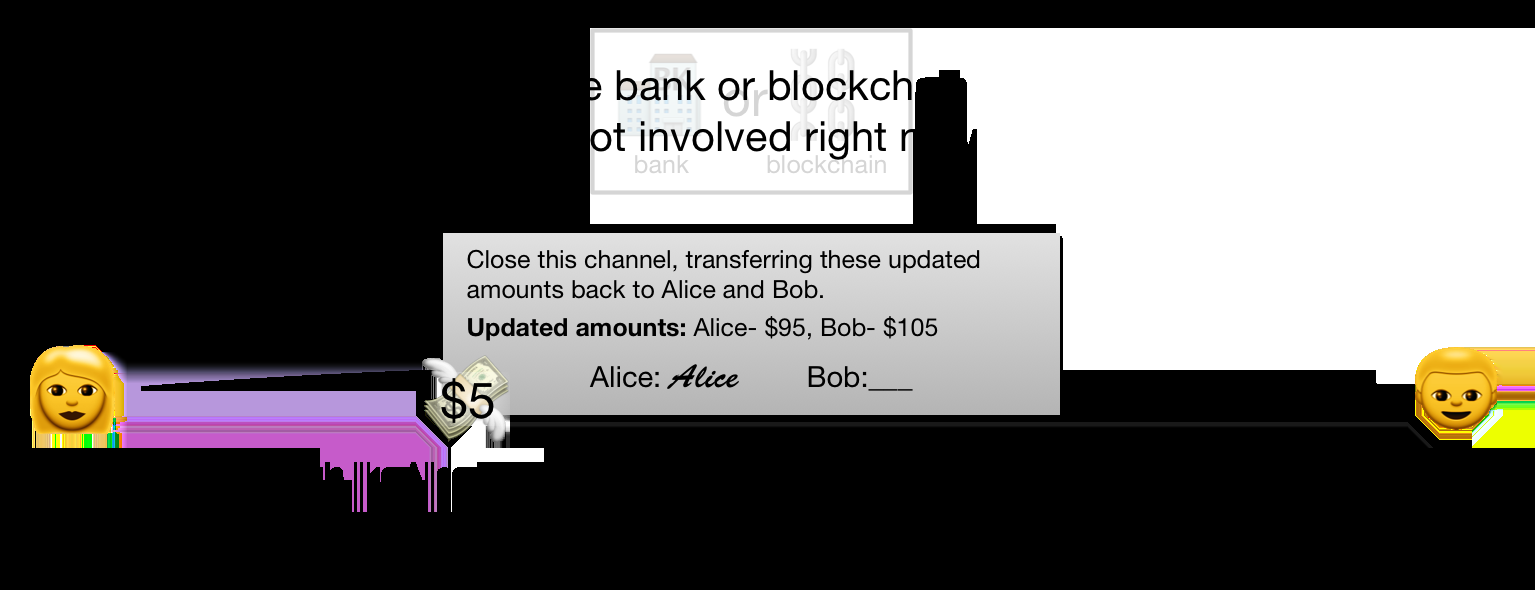 e bank or blockch
ot involved right n
BK
or
bank
blockchain
Close this channel, transferring these updated
amounts back to Alice and Bob.
Updated amounts: Alice- $95, Bob- $105
Alice: Alice
Bob:___
$5